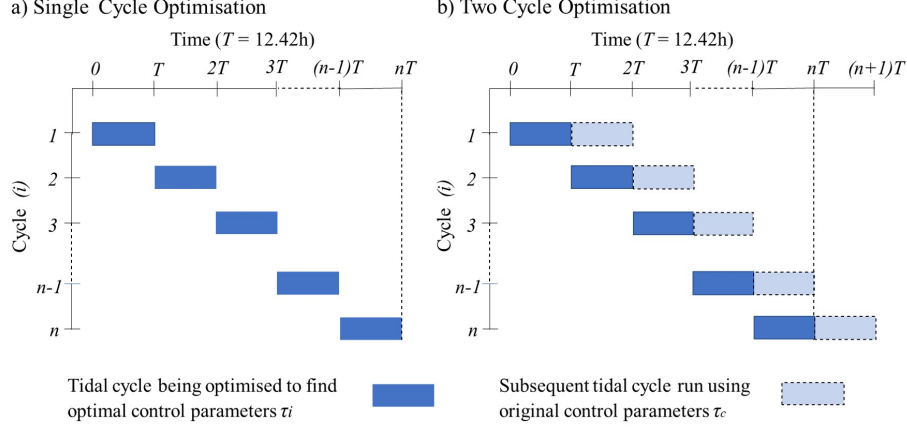 a) Single Cycle Optimisation
Time (T = 12.42h)
0 T 2T 3T (n-1)T nT
Cycle (i)
1
2
3
n-1
n
Tidal cycle being optimised to find
optimal control parameters τi
b) Two Cycle Optimisation
Time (T = 12.42h)
0 T 2T 3T (n-1)T nT (n+1)T
Cycle (i)
1
2
3
n-1
n
Subsequent tidal cycle run using
original control parameters τc